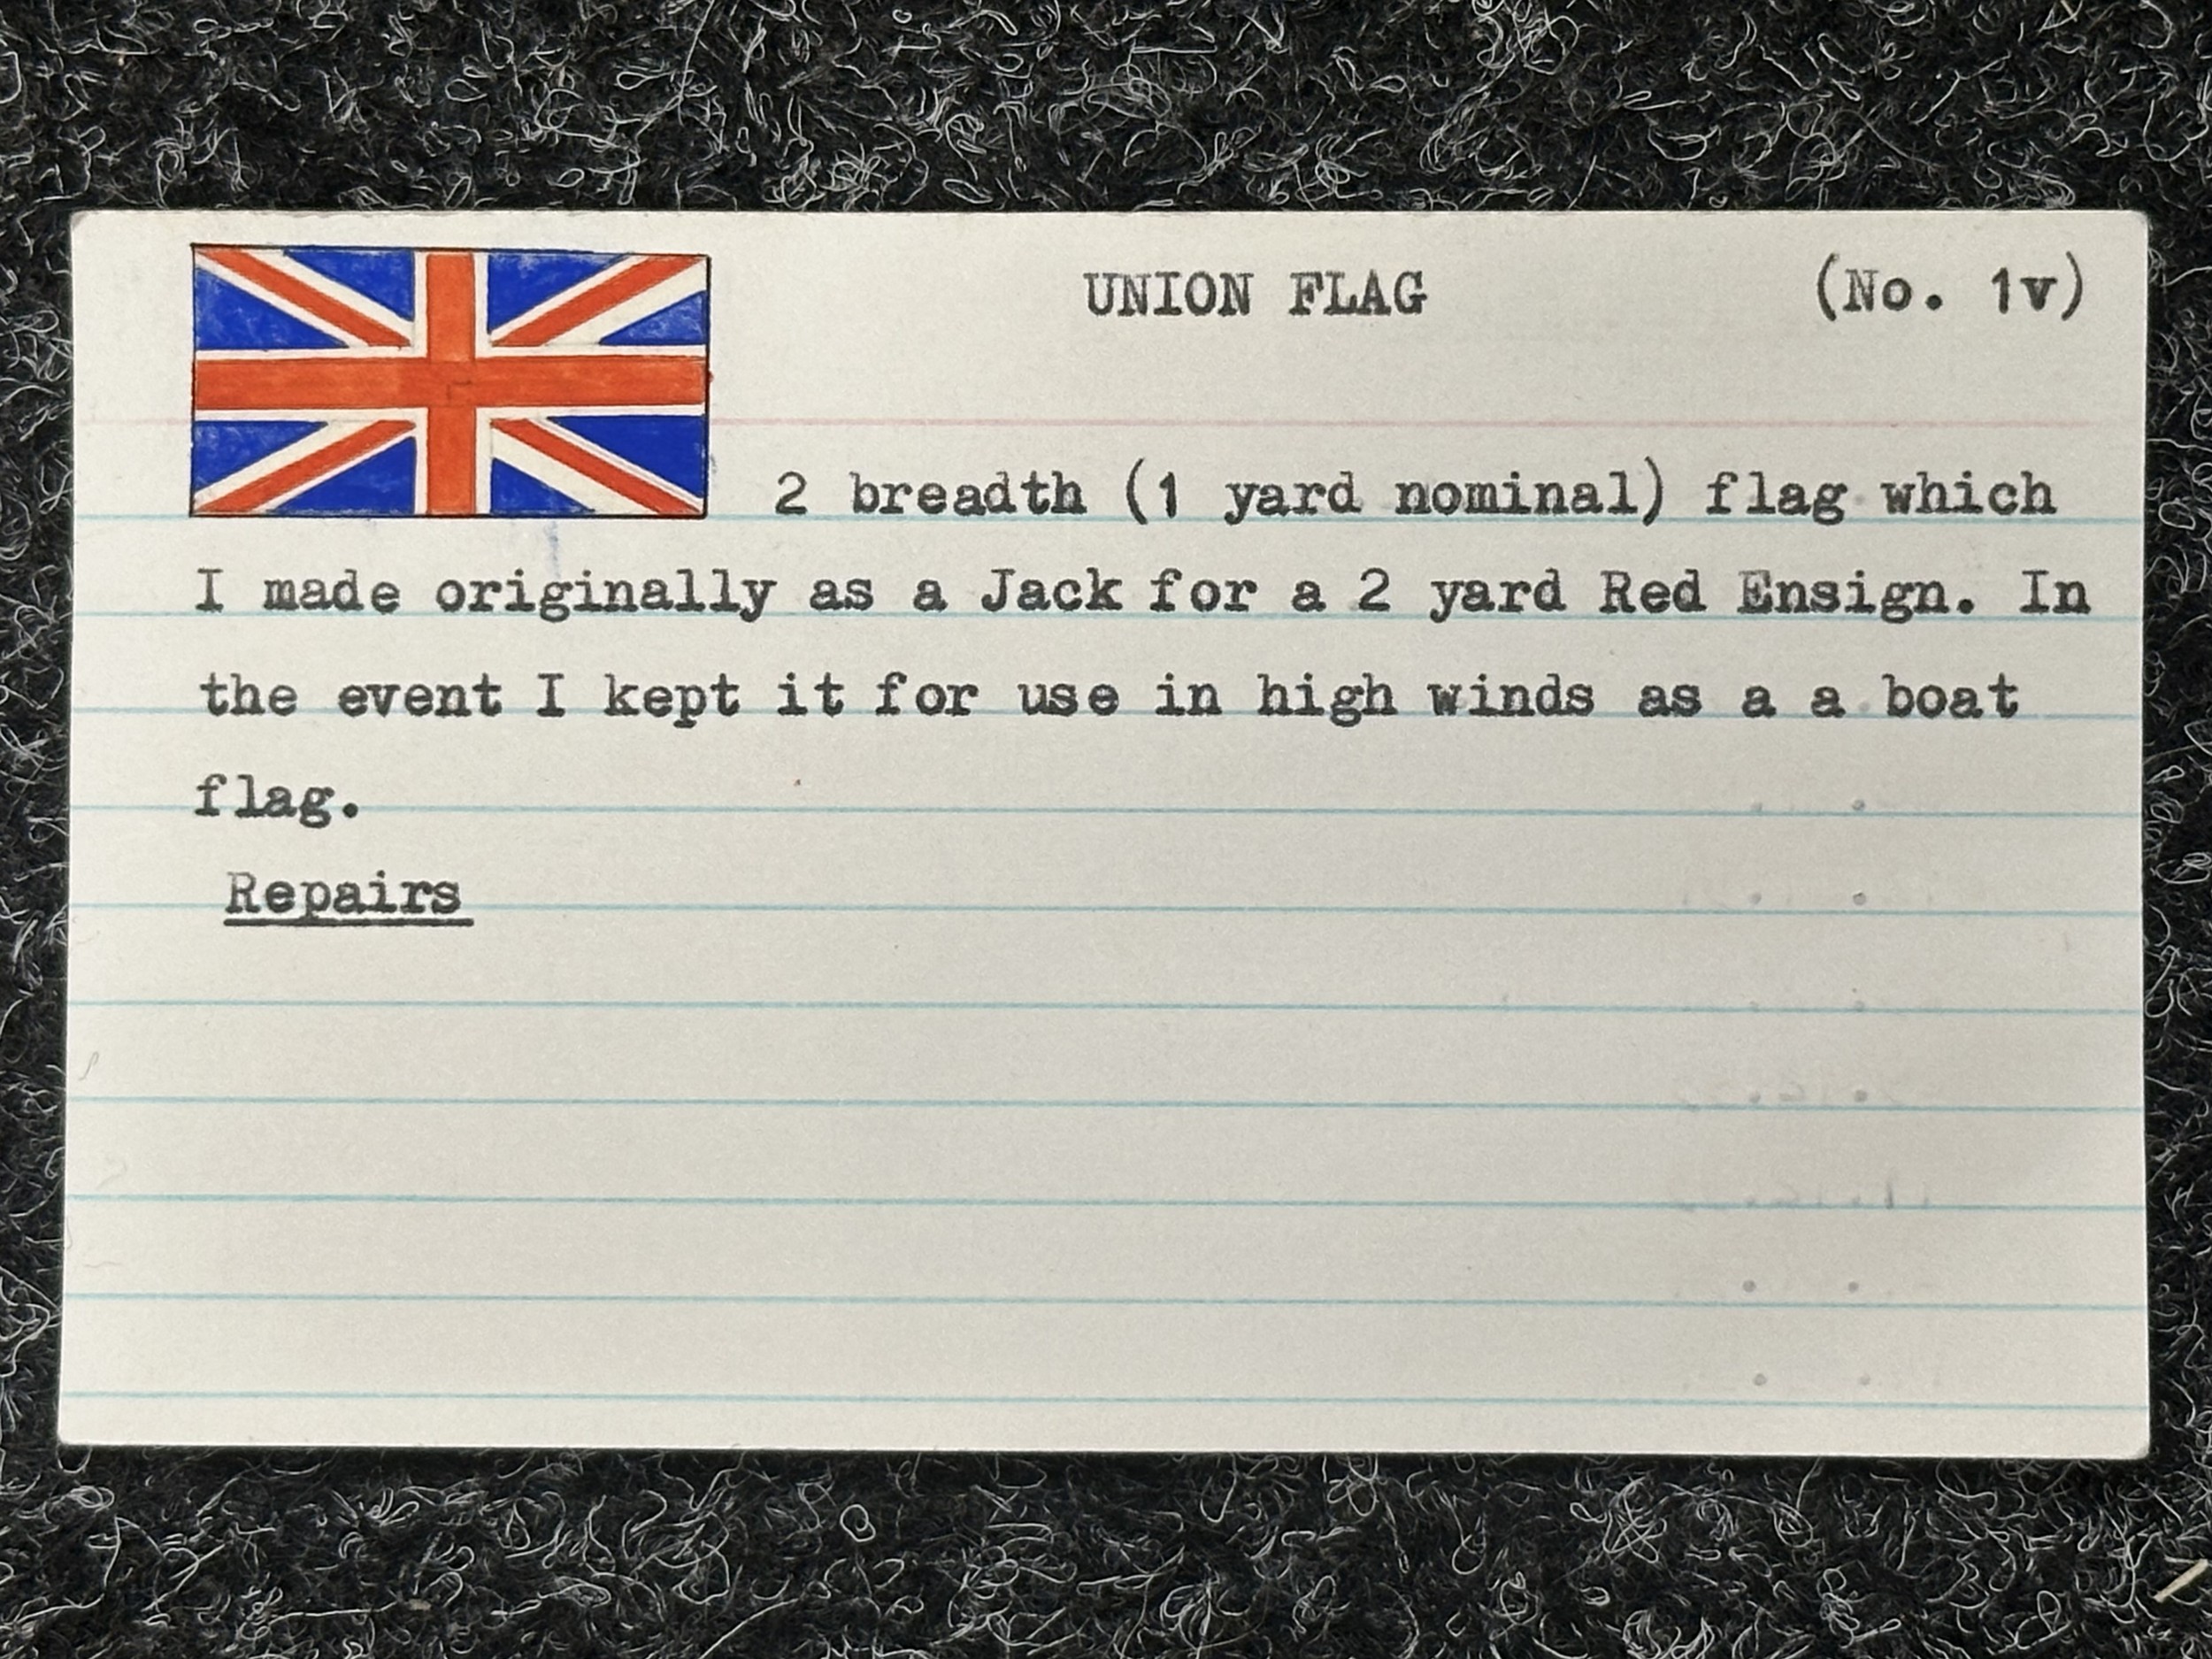 UNION FLAG (No. 1v)
2 breadth (1 yard nominal) flag which
I made originally as a Jack for a 2 yard Red Ensign. In
the event I kept it for use in high winds as a a boat
flag.
Repairs